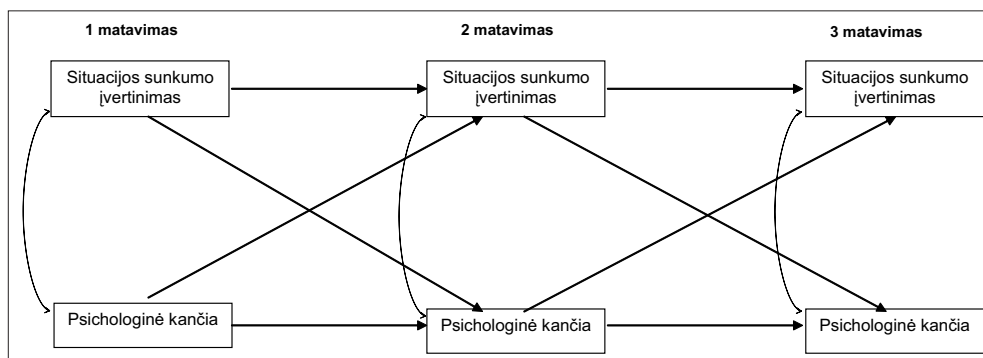 1 matavimas
2 matavimas
3 matavimas
Situacijos sunkumo
įvertinimas
Situacijos sunkumo
įvertinimas
Situacijos sunkumo
įvertinimas
Psichologinė kančia
Psichologinė kančia
Psichologinė kančia